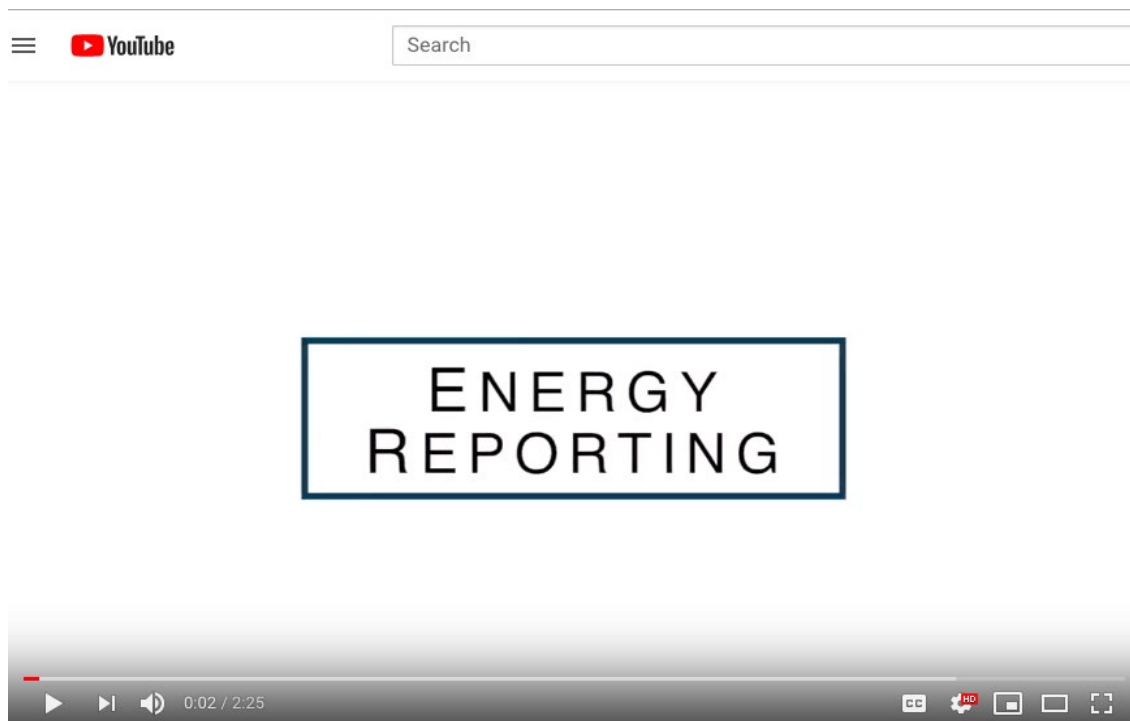 YouTube
Search
ENERGY
REPORTING
0:02 / 2:25
CC
HD